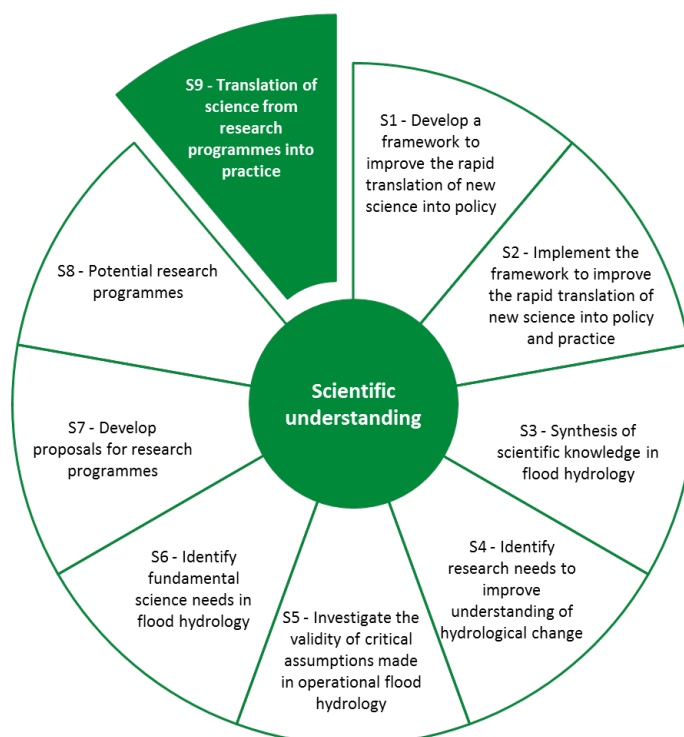 S9 - Translation of
science from
research
programmes into
practice
S1 - Develop a
framework to
improve the rapid
translation of new
science into policy
S2 - Implement the
framework to improve
the rapid translation of
new science into policy
and practice
S3 - Synthesis of
scientific knowledge in
flood hydrology
S4 - Identify
research needs to
improve
understanding of
hydrological change
S5 - Investigate the
validity of critical
assumptions made
in operational flood
hydrology
S6 - Identify
fundamental
science needs in
flood hydrology
S7 - Develop
proposals for research
programmes
S8 - Potential research
programmes
Scientific
understanding